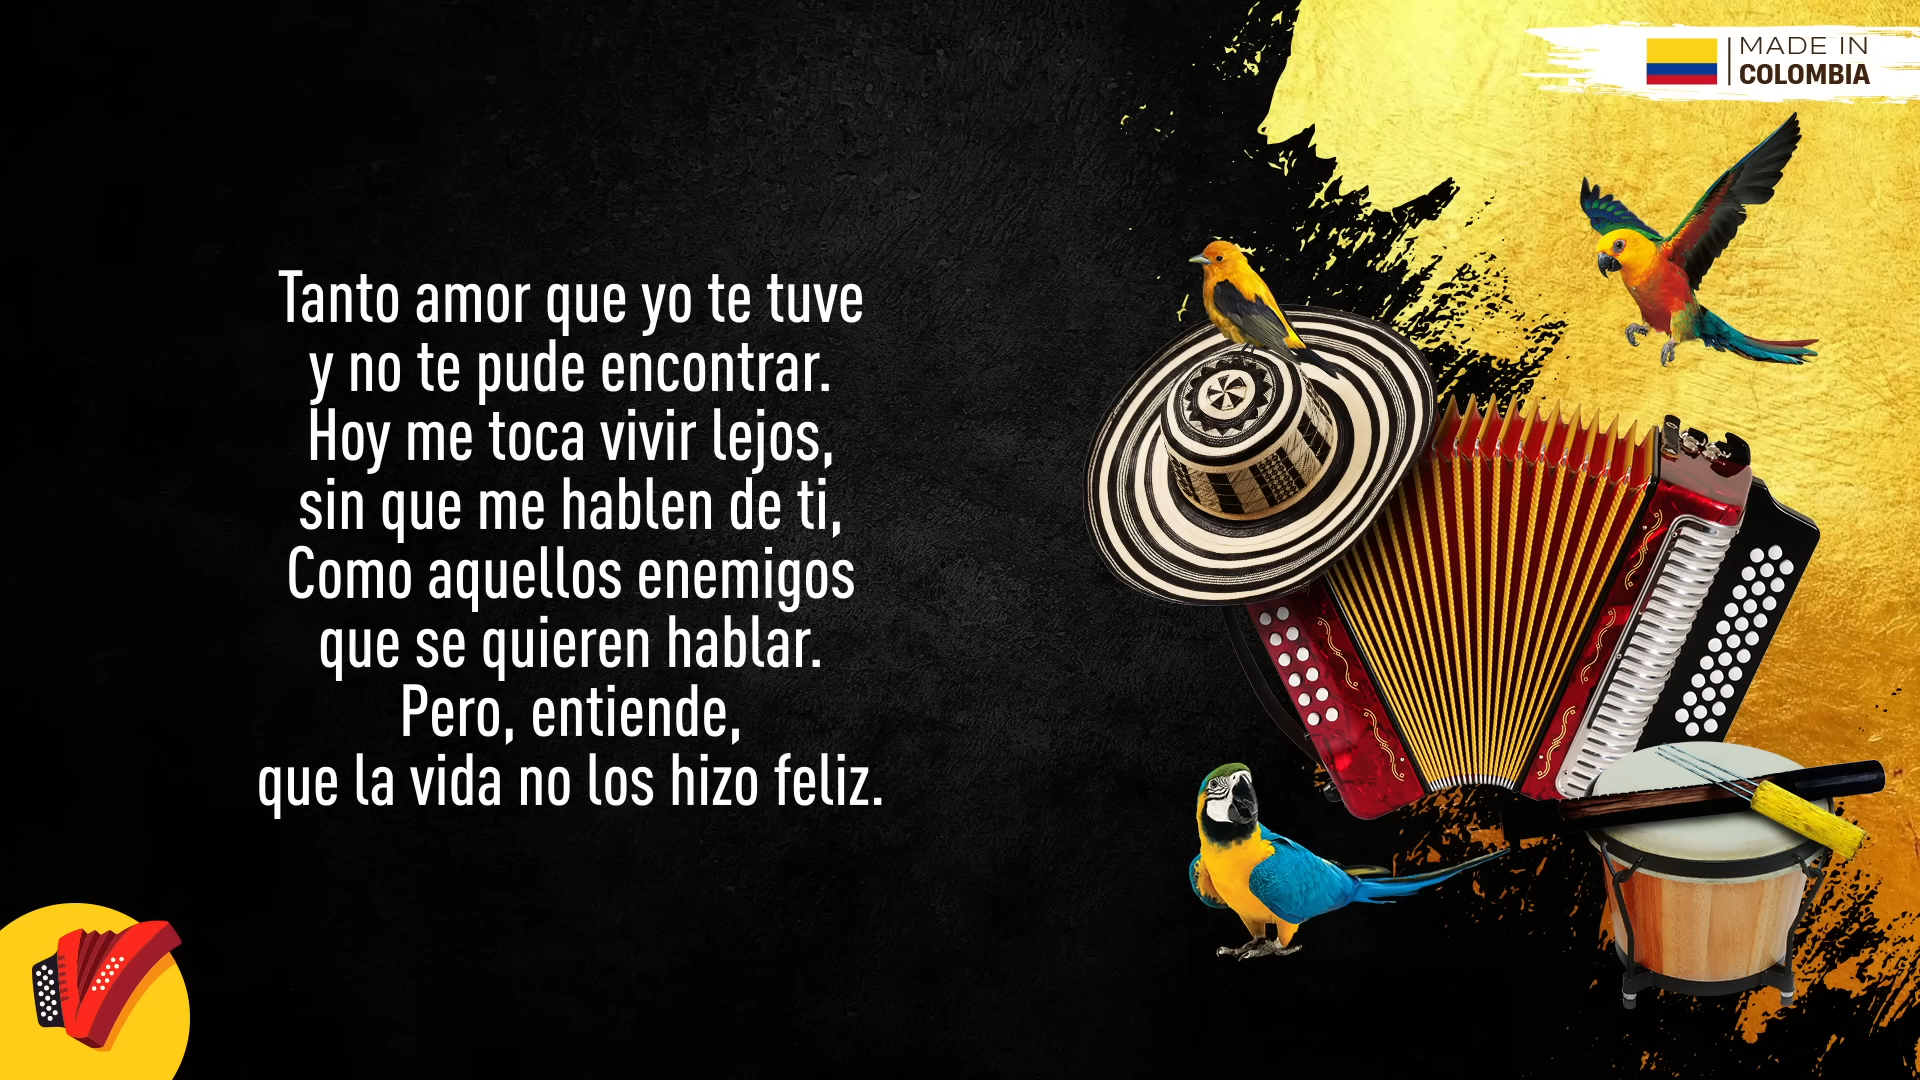 MADE IN
COLOMBIA
Tanto amor que yo te tuve
y no te pude encontrar.
Hoy me toca vivir lejos,
sin que me hablen de ti,
Como aquellos enemigos
que se quieren hablar.
Pero, entiende,
que la vida no los hizo feliz.